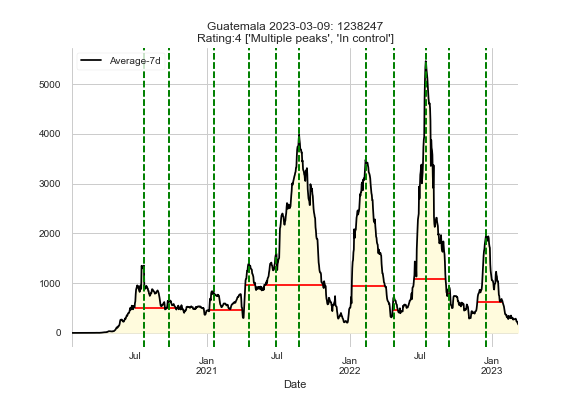 Guatemala 2023-03-09: 1238247
Rating:4 ['Multiple peaks', 'In control']
Average-7d
5000
4000
3000
2000
1000
0
Jul
Jan
2021
Jul
Jan
2022
Jul
Jan
2023
Date